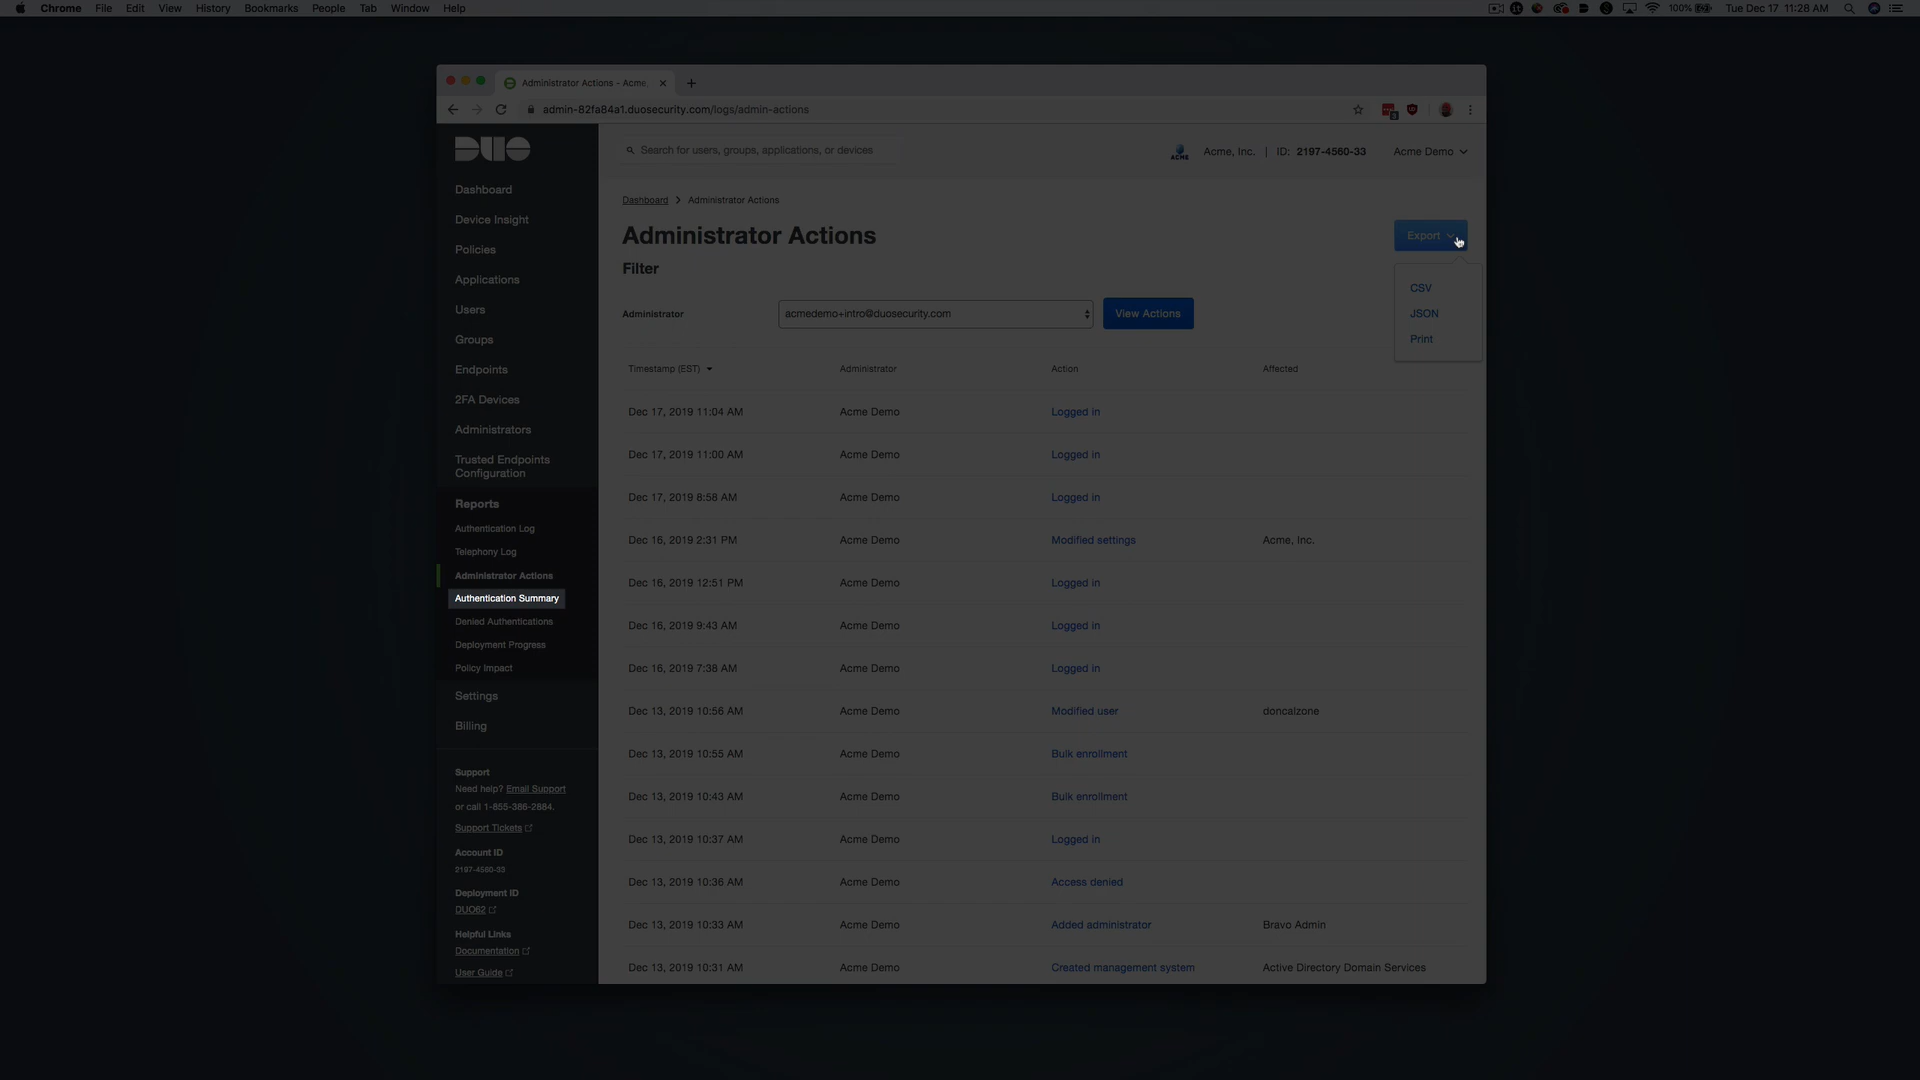 Chrome File Edit View History Bookmarks People Tab Window Help
100% Tue Dec 17 11:28 AM
Administrator Actions - Acme,
admin-82fa84a1.duosecurity.com/logs/admin-actions
DUO
Search for users, groups, applications, or devices
ACME
Acme, Inc. | ID: 2197-4560-33
Acme Demo
Dashboard
Device Insight
Policies
Applications
Users
Groups
Endpoints
2FA Devices
Administrators
Trusted Endpoints
Configuration
Reports
Authentication Log
Telephony Log
Administrator Actions
Authentication Summary
Denied Authentications
Deployment Progress
Policy Impact
Settings
Billing
Support
Need help? Email Support
or call 1-855-386-2884.
Support Tickets
Account ID
2197-4560-33
Deployment ID
DUO62
Helpful Links
Documentation
User Guide
Dashboard > Administrator Actions
Administrator Actions
Export
CSV
JSON
Print
Filter
Administrator
acmedemo+intro@duosecurity.com
View Actions
Timestamp (EST) Administrator Action Affected
Dec 17, 2019 11:04 AM Acme Demo Logged in
Dec 17, 2019 11:00 AM Acme Demo Logged in
Dec 17, 2019 8:58 AM Acme Demo Logged in
Dec 16, 2019 2:31 PM Acme Demo Modified settings Acme, Inc.
Dec 16, 2019 12:51 PM Acme Demo Logged in
Dec 16, 2019 9:43 AM Acme Demo Logged in
Dec 16, 2019 7:38 AM Acme Demo Logged in
Dec 13, 2019 10:56 AM Acme Demo Modified user doncalzone
Dec 13, 2019 10:55 AM Acme Demo Bulk enrollment
Dec 13, 2019 10:43 AM Acme Demo Bulk enrollment
Dec 13, 2019 10:37 AM Acme Demo Logged in
Dec 13, 2019 10:36 AM Acme Demo Access denied
Dec 13, 2019 10:33 AM Acme Demo Added administrator Bravo Admin
Dec 13, 2019 10:31 AM Acme Demo Created management system Active Directory Domain Services